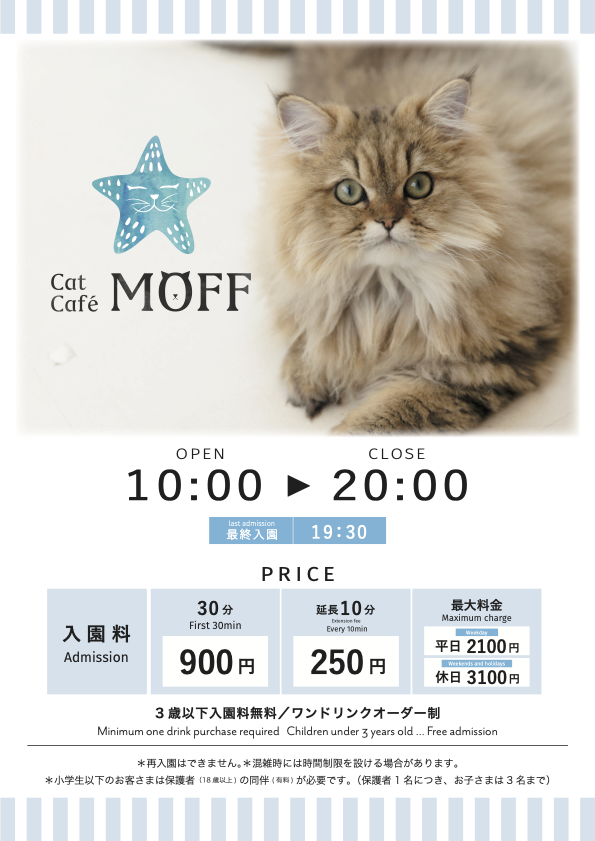 Cat
Café MOFF
OPEN CLOSE
10:00 ▶ 20:00
last admission
最終入園 19:30
PRICE
入園料
Admission
30分
First 30min
900円
延長10分
Extension fee
Every 10min
250円
最大料金
Maximum charge
Weekday
平日 2100円
Weekends and holidays
休日 3100円
3歳以下入園料無料／ワンドリンクオーダー制
Minimum one drink purchase required Children under 3 years old ... Free admission
＊再入園はできません。＊混雑時には時間制限を設ける場合があります。
＊小学生以下のお客さまは保護者（18歳以上）の同伴（有料）が必要です。（保護者1名につき、お子さまは3名まで）